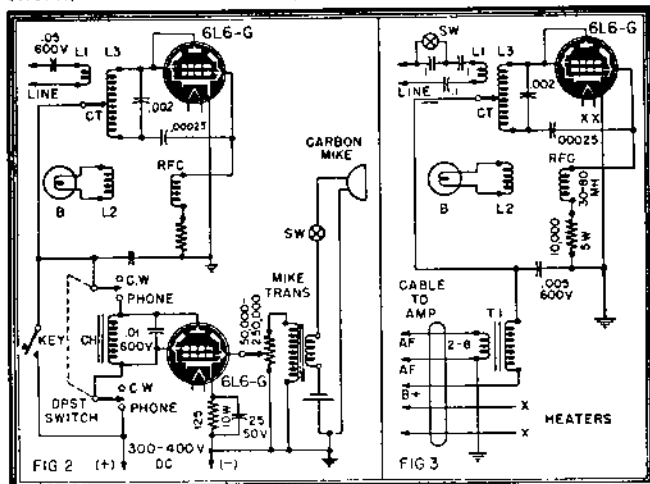 6L6-G
.05
600V
L1
L3
LINE
CT
.002
.00025
RFC
B
L2
CARBON
MIKE
SW
C.W
PHONE
KEY
CH
.01
600V
50,000-
250,000
MIKE
TRANS
6L6-G
C.W
PHONE
DPST
SWITCH
125
10W
25
50V
300-400V
DC
(+)
(-)
FIG 2
6L6-G
SW
L1
L3
.1
.1
LINE
CT
.002
XX
.00025
RFC
30-80
MH
B
L2
10,000
5W
CABLE
TO
AMP
.005
600V
T1
AF
2-8
AF
B+
X
HEATERS
X
FIG 3